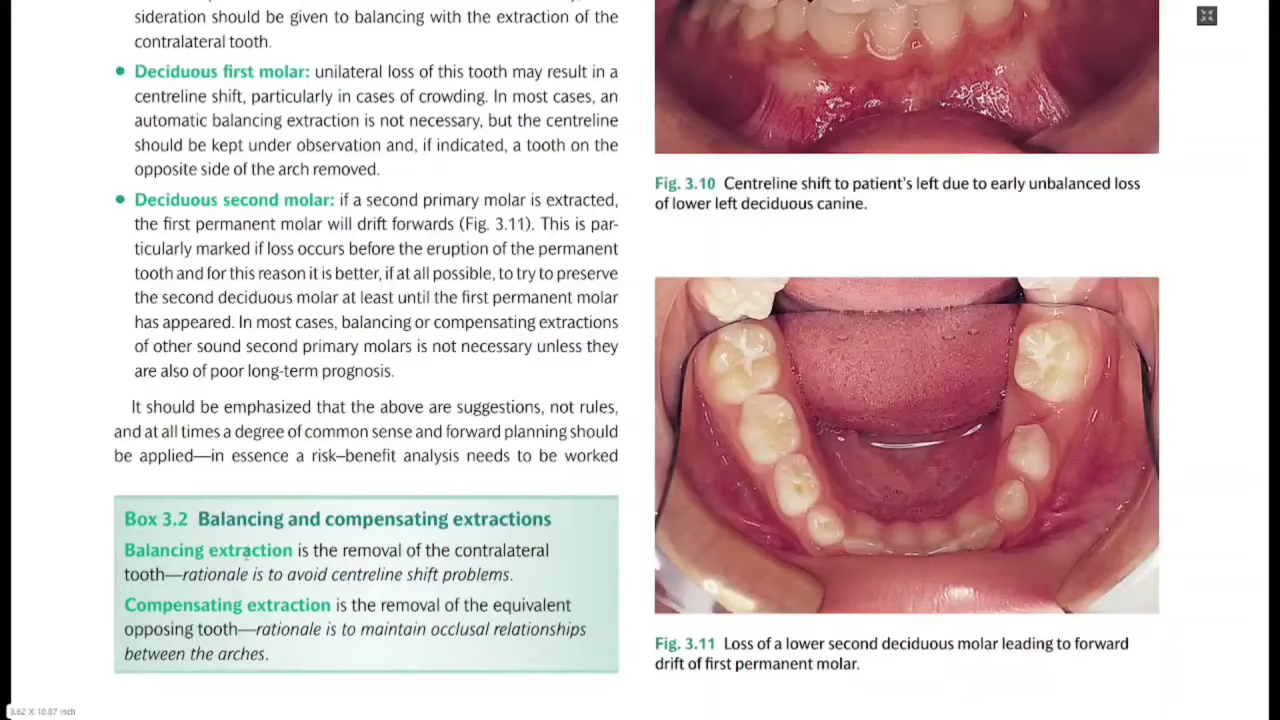 sideration should be given to balancing with the extraction of the
contralateral tooth.
• Deciduous first molar: unilateral loss of this tooth may result in a
centreline shift, particularly in cases of crowding. In most cases, an
automatic balancing extraction is not necessary, but the centreline
should be kept under observation and, if indicated, a tooth on the
opposite side of the arch removed.
• Deciduous second molar: if a second primary molar is extracted,
the first permanent molar will drift forwards (Fig. 3.11). This is par-
ticularly marked if loss occurs before the eruption of the permanent
tooth and for this reason it is better, if at all possible, to try to preserve
the second deciduous molar at least until the first permanent molar
has appeared. In most cases, balancing or compensating extractions
of other sound second primary molars is not necessary unless they
are also of poor long-term prognosis.
It should be emphasized that the above are suggestions, not rules,
and at all times a degree of common sense and forward planning should
be applied—in essence a risk–benefit analysis needs to be worked
Box 3.2 Balancing and compensating extractions
Balancing extraction is the removal of the contralateral
tooth—rationale is to avoid centreline shift problems.
Compensating extraction is the removal of the equivalent
opposing tooth—rationale is to maintain occlusal relationships
between the arches.
Fig. 3.10 Centreline shift to patient's left due to early unbalanced loss
of lower left deciduous canine.
Fig. 3.11 Loss of a lower second deciduous molar leading to forward
drift of first permanent molar.